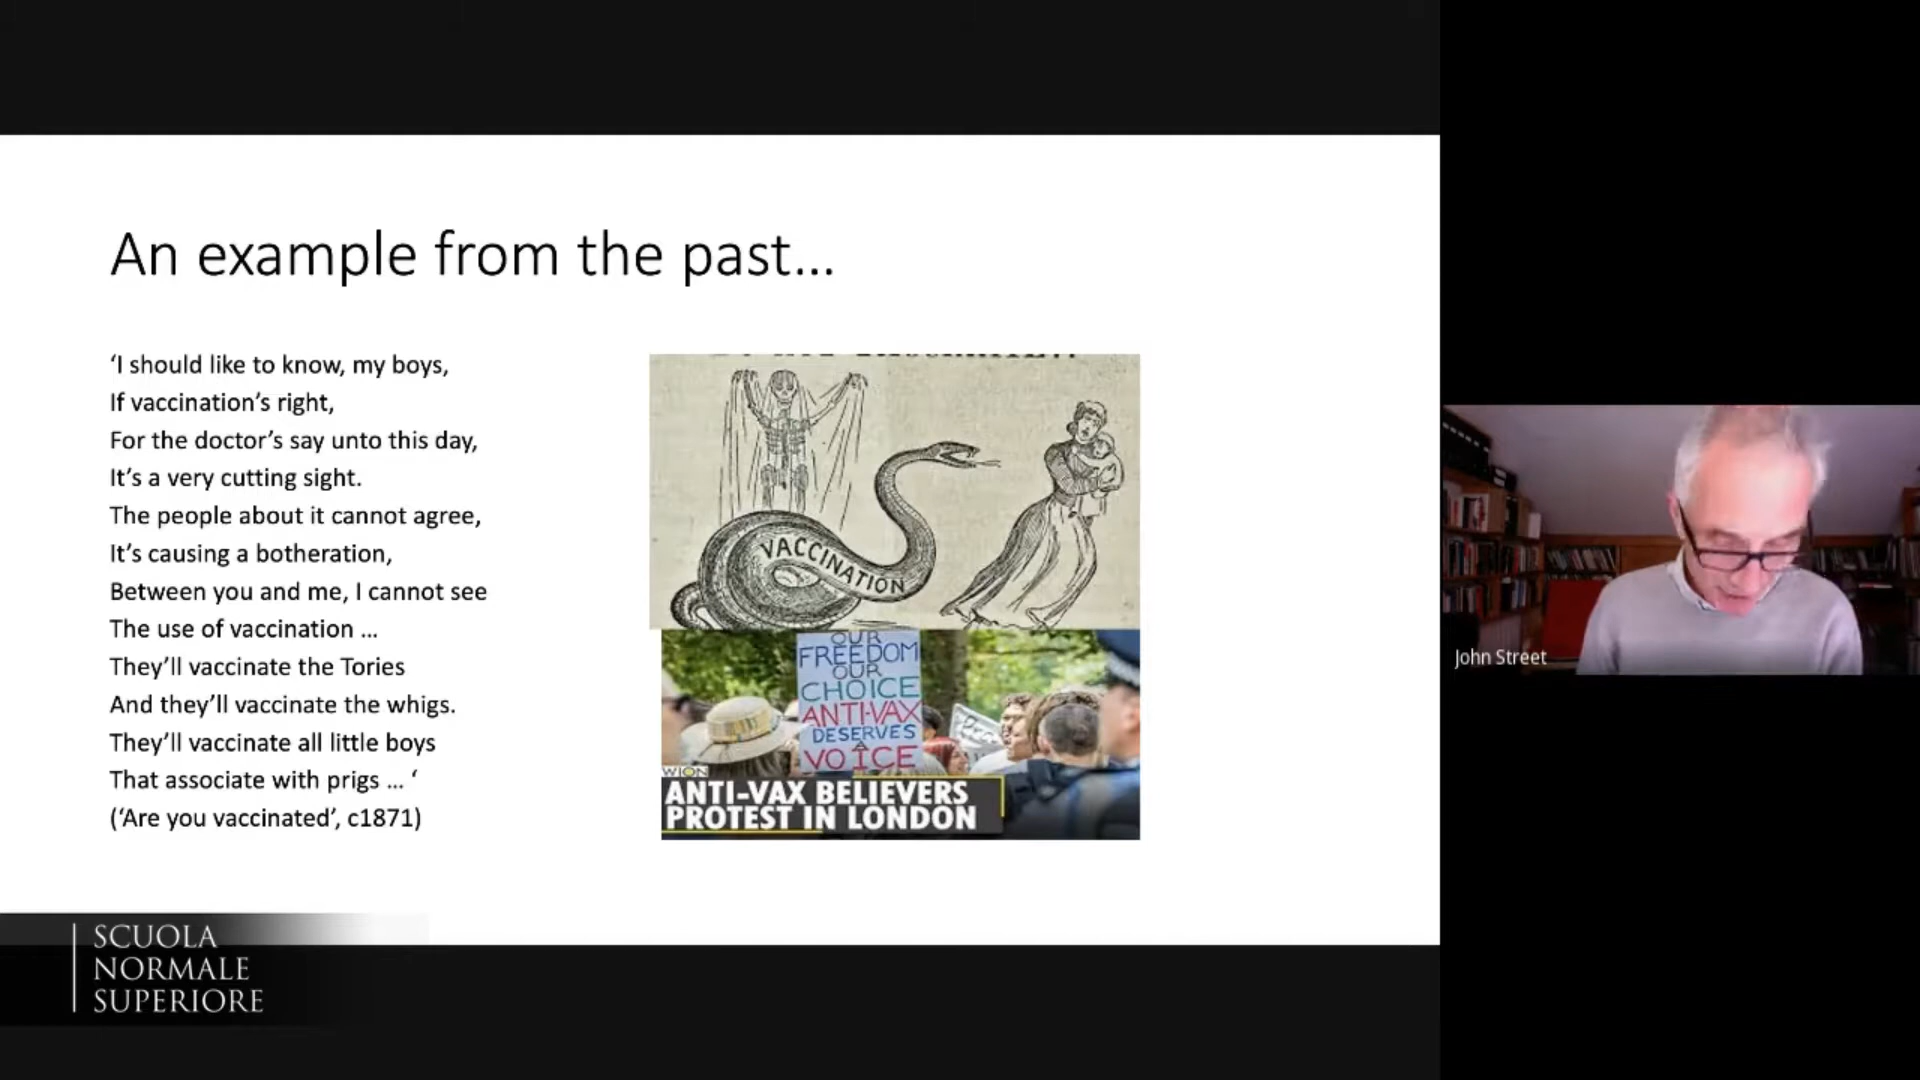 An example from the past...
‘I should like to know, my boys,
If vaccination’s right,
For the doctor’s say unto this day,
It’s a very cutting sight.
The people about it cannot agree,
It’s causing a botheration,
Between you and me, I cannot see
The use of vaccination ...
They’ll vaccinate the Tories
And they’ll vaccinate the whigs.
They’ll vaccinate all little boys
That associate with prigs ... ‘
(‘Are you vaccinated’, c1871)
VACCINATION
OUR
FREEDOM
OUR
CHOICE
ANTI-VAX
DESERVES
A
VOICE
WION
ANTI-VAX BELIEVERS
PROTEST IN LONDON
John Street
SCUOLA
NORMALE
SUPERIORE